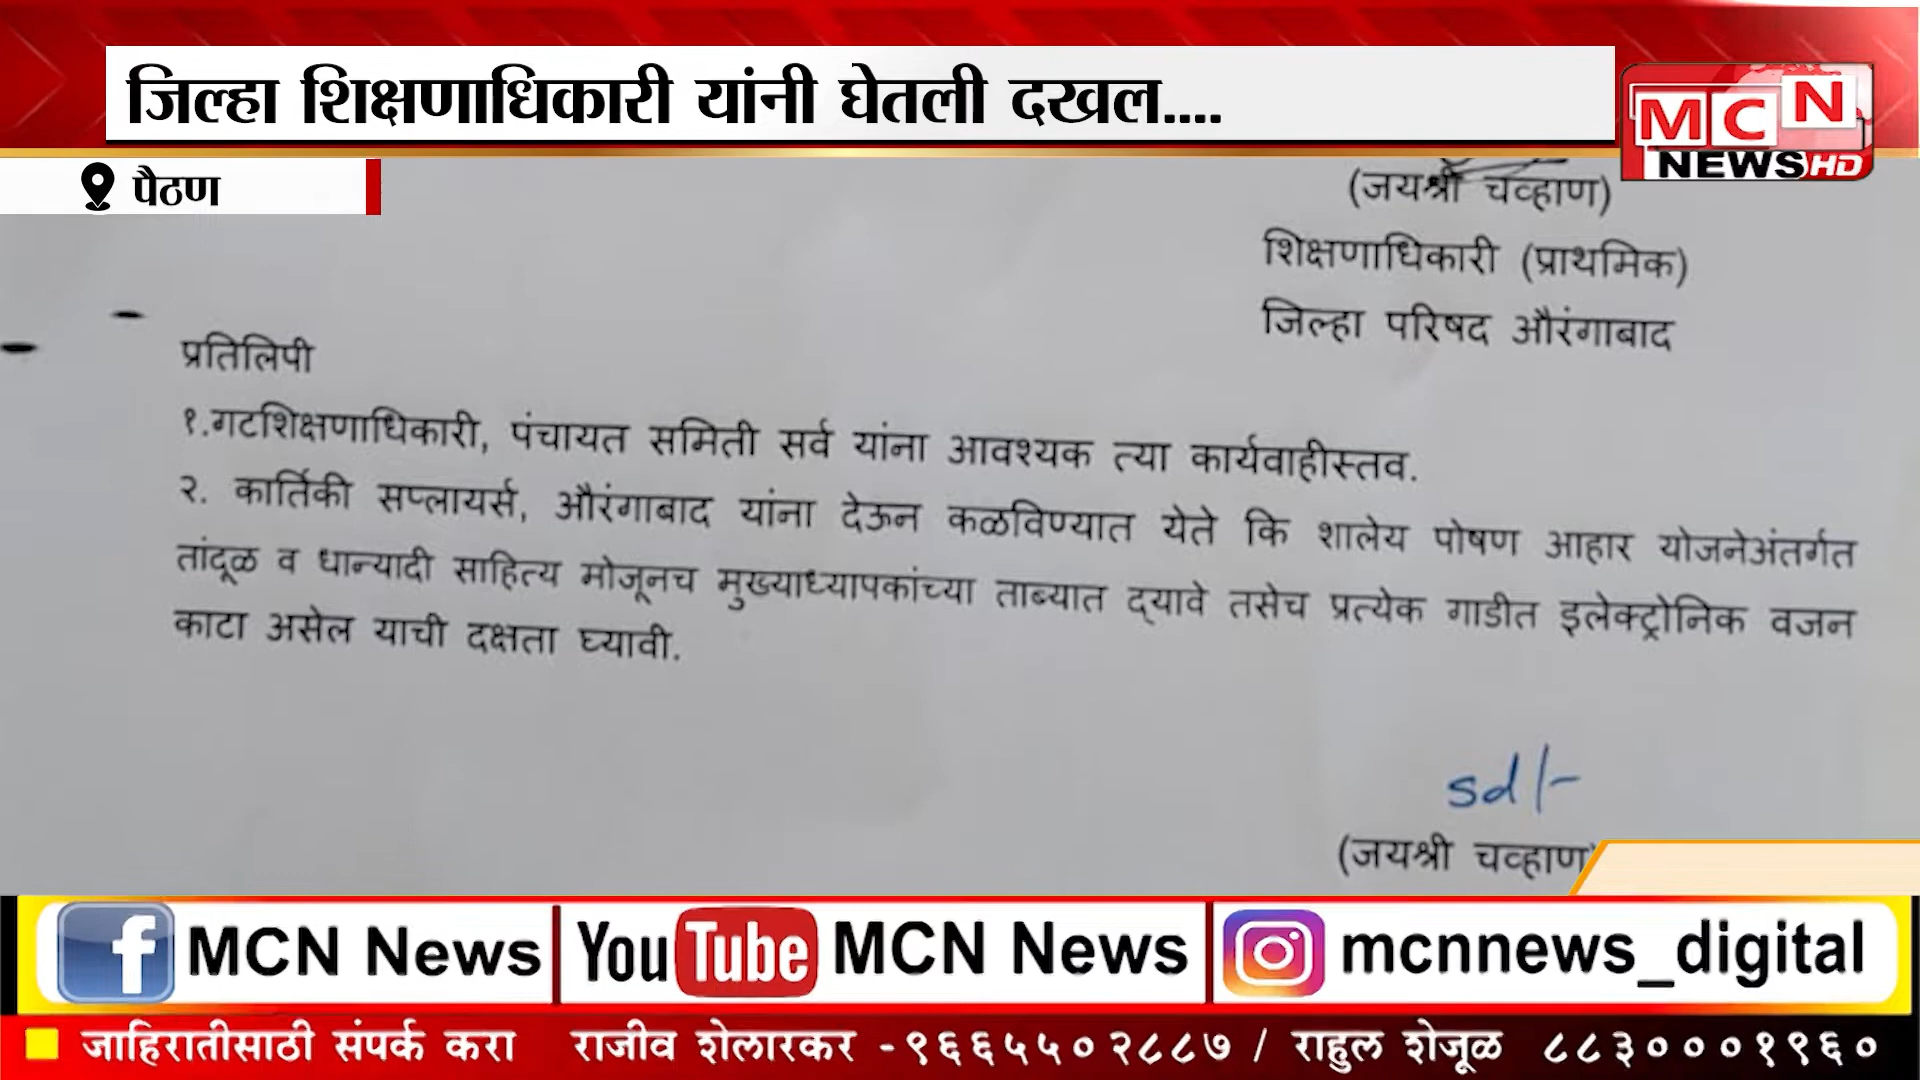 जिल्हा शिक्षणाधिकारी यांनी घेतली दखल....
MCN
NEWS HD
पैठण
(जयश्री चव्हाण)
शिक्षणाधिकारी (प्राथमिक)
जिल्हा परिषद औरंगाबाद
प्रतिलिपी
१.गटशिक्षणाधिकारी, पंचायत समिती सर्व यांना आवश्यक त्या कार्यवाहीस्तव.
२. कार्तिकी सप्लायर्स, औरंगाबाद यांना देऊन कळविण्यात येते कि शालेय पोषण आहार योजनेअंतर्गत
तांदूळ व धान्यादी साहित्य मोजूनच मुख्याध्यापकांच्या ताब्यात द्यावे तसेच प्रत्येक गाडीत इलेक्ट्रोनिक वजन
काटा असेल याची दक्षता घ्यावी.
sd/-
(जयश्री चव्हाण)
MCN News YouTube MCN News mcnnews_digital
जाहिरातीसाठी संपर्क करा राजीव शेलारकर -९६६५५०२८८७ / राहुल शेजूळ ८८३०००१९६०